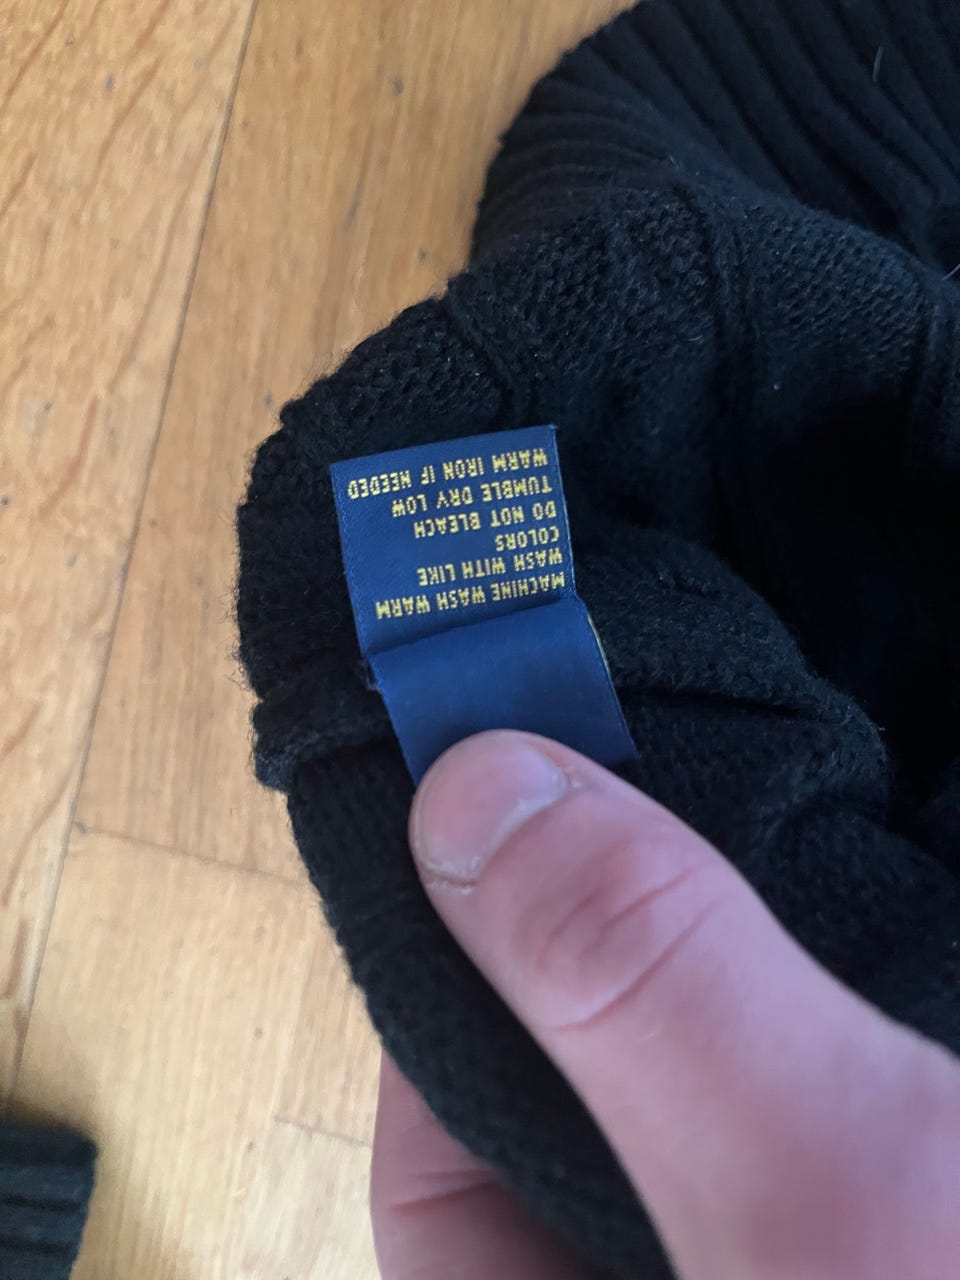 MACHINE WASH WARM
WASH WITH LIKE
COLORS
DO NOT BLEACH
TUMBLE DRY LOW
WARM IRON IF NEEDED